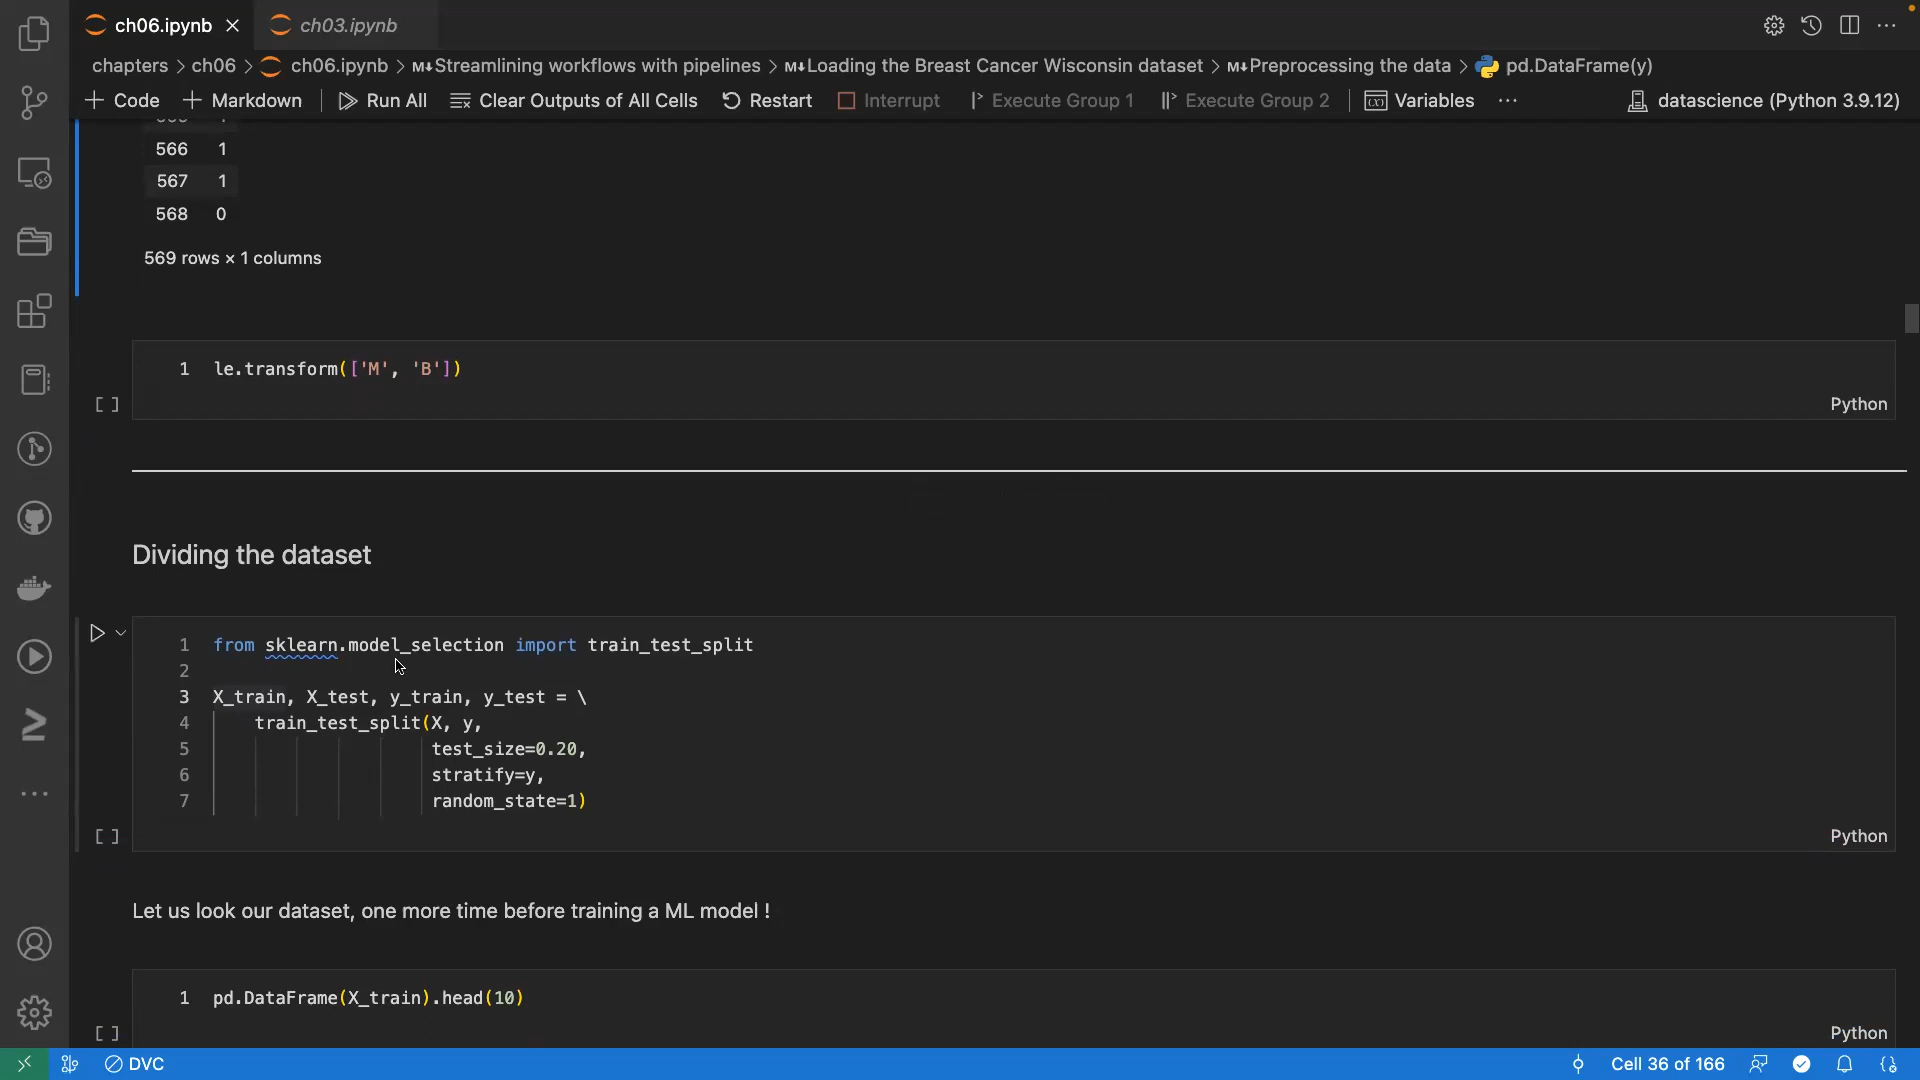 ch06.ipynb
ch03.ipynb
chapters > ch06 > ch06.ipynb > M↓Streamlining workflows with pipelines > M↓Loading the Breast Cancer Wisconsin dataset > M↓Preprocessing the data > pd.DataFrame(y)
+ Code + Markdown Run All Clear Outputs of All Cells Restart Interrupt Execute Group 1 Execute Group 2 Variables ··· datascience (Python 3.9.12)
566 1
567 1
568 0
569 rows × 1 columns
1 le.transform(['M', 'B'])
[ ] Python
Dividing the dataset
1 from sklearn.model_selection import train_test_split
2
3 X_train, X_test, y_train, y_test = \
4 train_test_split(X, y,
5 test_size=0.20,
6 stratify=y,
7 random_state=1)
[ ] Python
Let us look our dataset, one more time before training a ML model !
1 pd.DataFrame(X_train).head(10)
[ ] Python
DVC
Cell 36 of 166